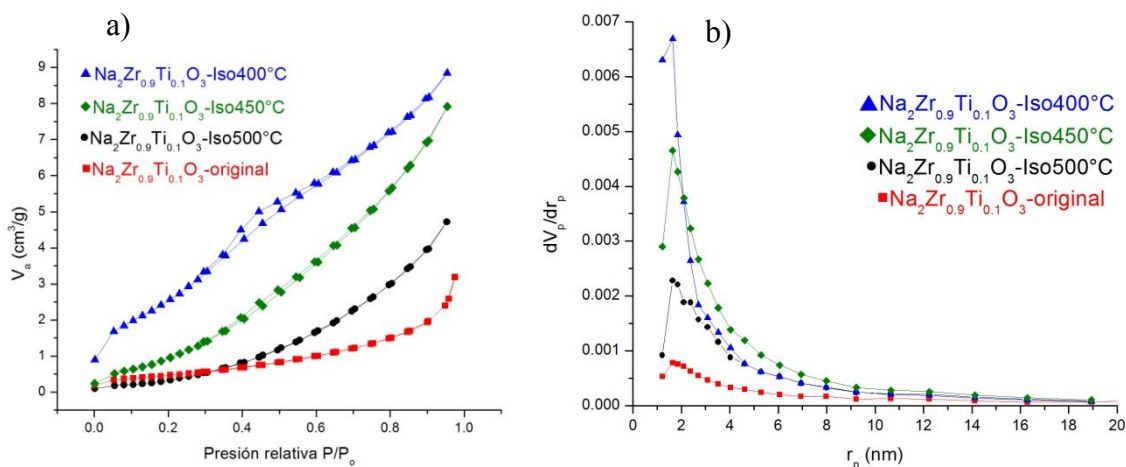 a)
Na₂Zr₀.₉Ti₀.₁O₃-Iso400°C
Na₂Zr₀.₉Ti₀.₁O₃-Iso450°C
Na₂Zr₀.₉Ti₀.₁O₃-Iso500°C
Na₂Zr₀.₉Ti₀.₁O₃-original
Vₐ (cm³/g)
9
8
7
6
5
4
3
2
1
0
0.0 0.2 0.4 0.6 0.8 1.0
Presión relativa P/Pₒ
b)
Na₂Zr₀.₉Ti₀.₁O₃-Iso400°C
Na₂Zr₀.₉Ti₀.₁O₃-Iso450°C
Na₂Zr₀.₉Ti₀.₁O₃-Iso500°C
Na₂Zr₀.₉Ti₀.₁O₃-original
dVₚ/drₚ
0.007
0.006
0.005
0.004
0.003
0.002
0.001
0.000
0 2 4 6 8 10 12 14 16 18 20
rₚ (nm)